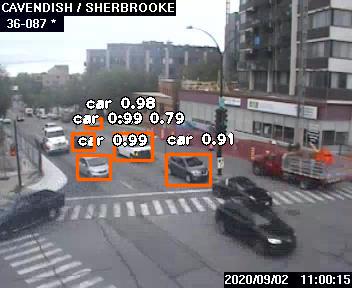 CAVENDISH / SHERBROOKE
36-087 *
car 0.98
car 0.99 0.79
car 0.99
car 0.91
2020/09/02 11:00:15